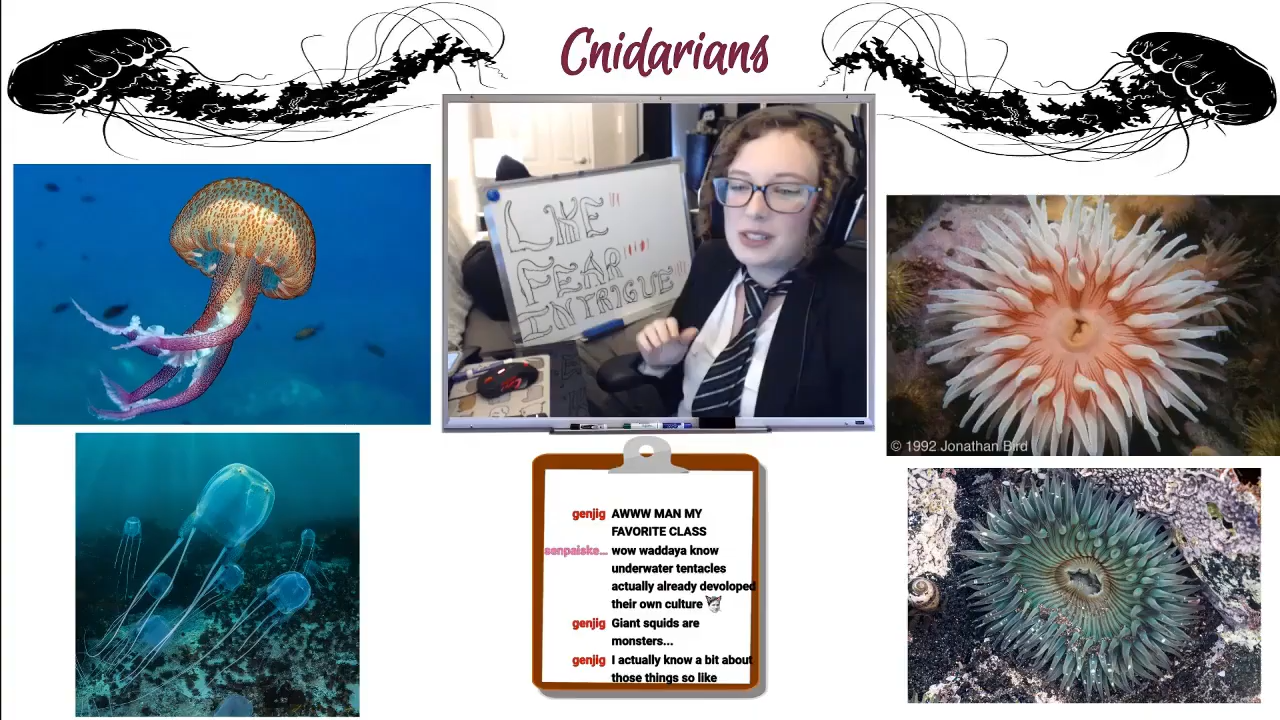 Cnidarians
LIKE
FEAR
INTRIGUE
© 1992 Jonathan Bird
genjig AWWW MAN MY
FAVORITE CLASS
senpaiske... wow waddaya know
underwater tentacles
actually already devoloped
their own culture
genjig Giant squids are
monsters...
genjig I actually know a bit about
those things so like